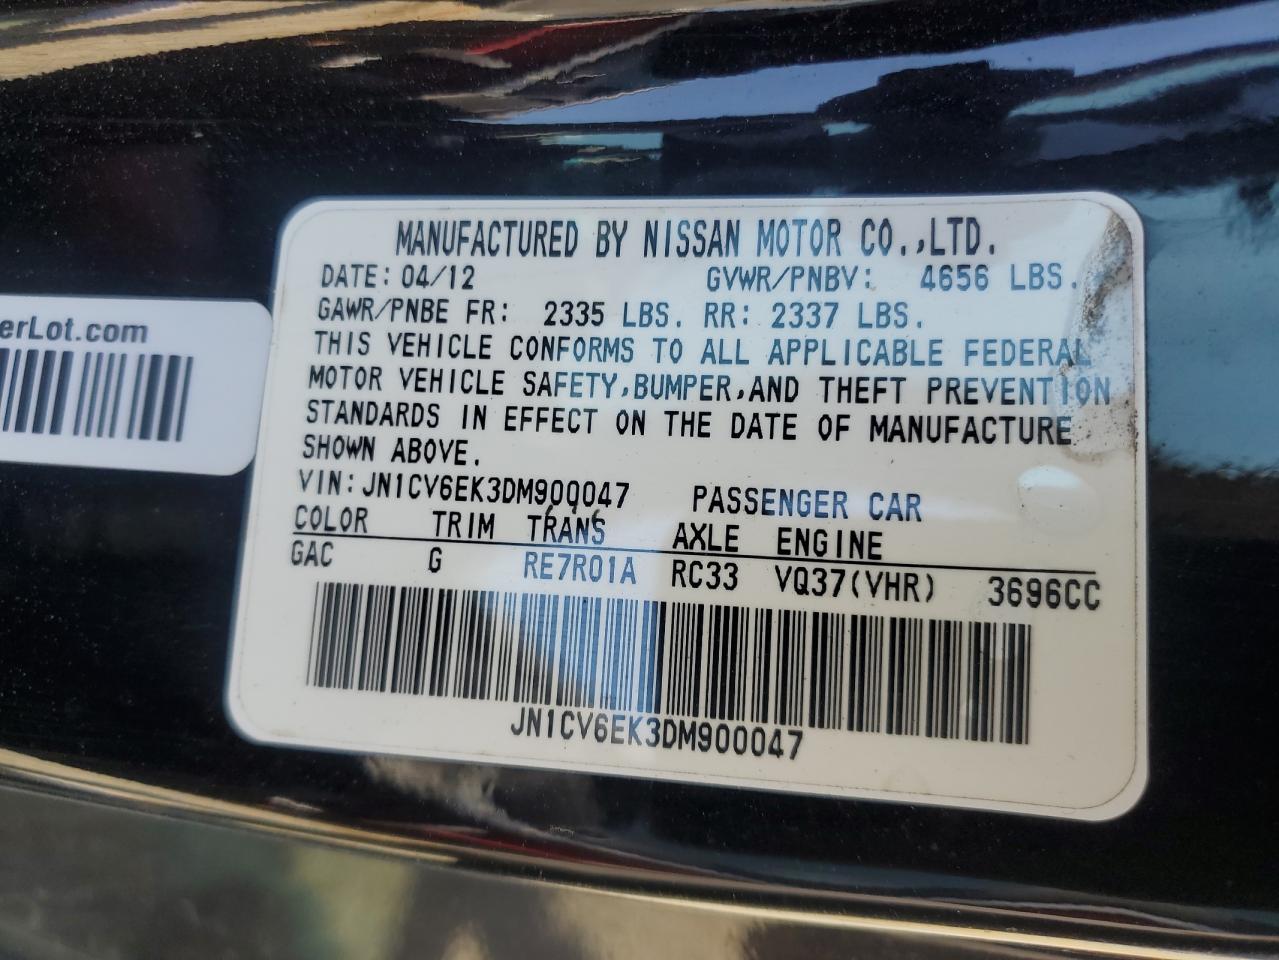 MANUFACTURED BY NISSAN MOTOR CO.,LTD.
DATE: 04/12 GVWR/PNBV: 4656 LBS.
GAWR/PNBE FR: 2335 LBS. RR: 2337 LBS.
THIS VEHICLE CONFORMS TO ALL APPLICABLE FEDERAL
MOTOR VEHICLE SAFETY,BUMPER,AND THEFT PREVENTION
STANDARDS IN EFFECT ON THE DATE OF MANUFACTURE
SHOWN ABOVE.
VIN: JN1CV6EK3DM900047 PASSENGER CAR
COLOR TRIM TRANS AXLE ENGINE
GAC G RE7R01A RC33 VQ37(VHR) 3696CC
JN1CV6EK3DM900047
erLot.com